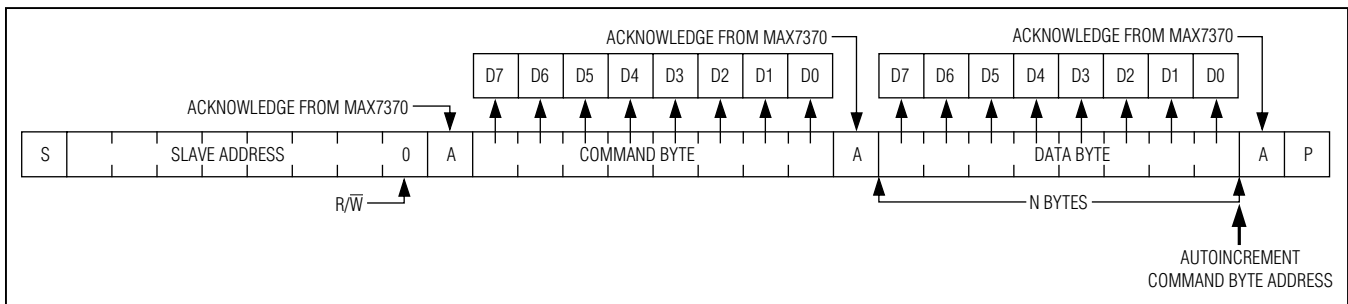 ACKNOWLEDGE FROM MAX7370
ACKNOWLEDGE FROM MAX7370
D7 D6 D5 D4 D3 D2 D1 D0
D7 D6 D5 D4 D3 D2 D1 D0
ACKNOWLEDGE FROM MAX7370
S SLAVE ADDRESS 0 A COMMAND BYTE A DATA BYTE A P
R/W̅
N BYTES
AUTOINCREMENT
COMMAND BYTE ADDRESS